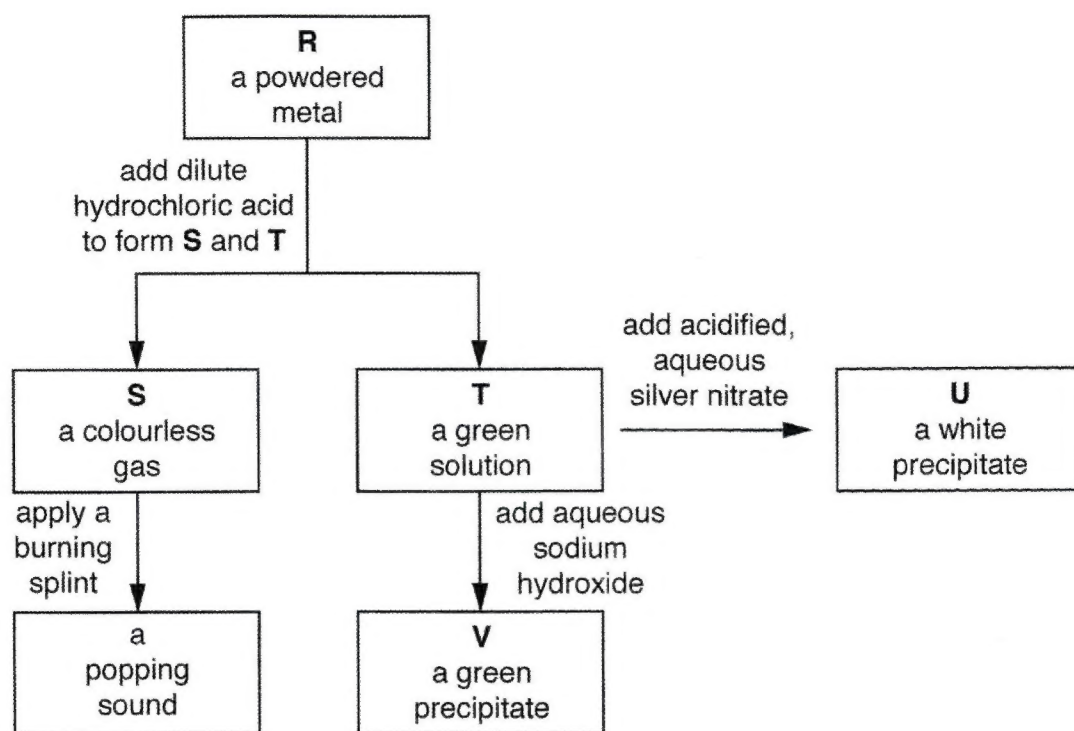 R
a powdered
metal
add dilute
hydrochloric acid
to form S and T
add acidified,
aqueous
silver nitrate
S
a colourless
gas
T
a green
solution
U
a white
precipitate
apply a
burning
splint
add aqueous
sodium
hydroxide
a
popping
sound
V
a green
precipitate